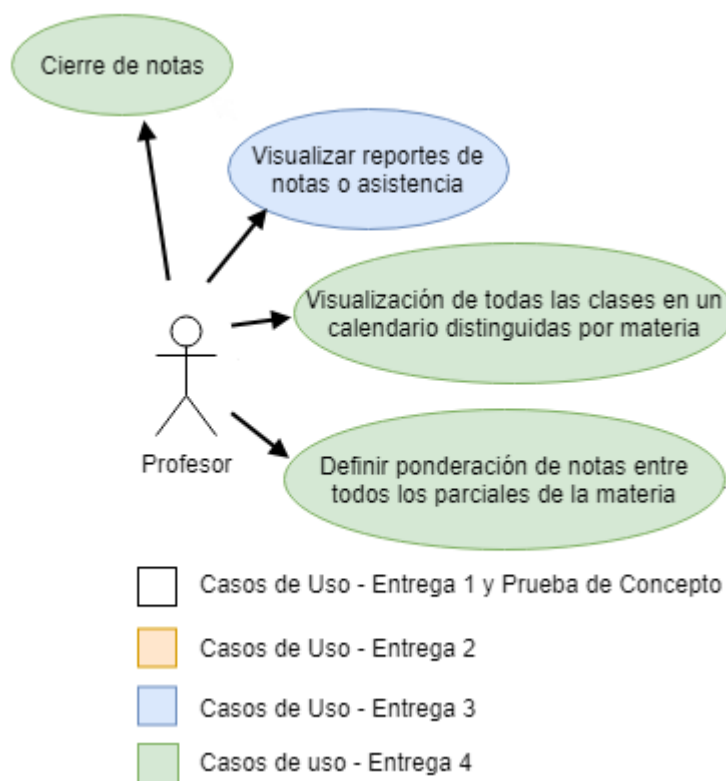 Cierre de notas
Visualizar reportes de
notas o asistencia
Visualización de todas las clases en un
calendario distinguidas por materia
Profesor
Definir ponderación de notas entre
todos los parciales de la materia
Casos de Uso - Entrega 1 y Prueba de Concepto
Casos de Uso - Entrega 2
Casos de Uso - Entrega 3
Casos de uso - Entrega 4